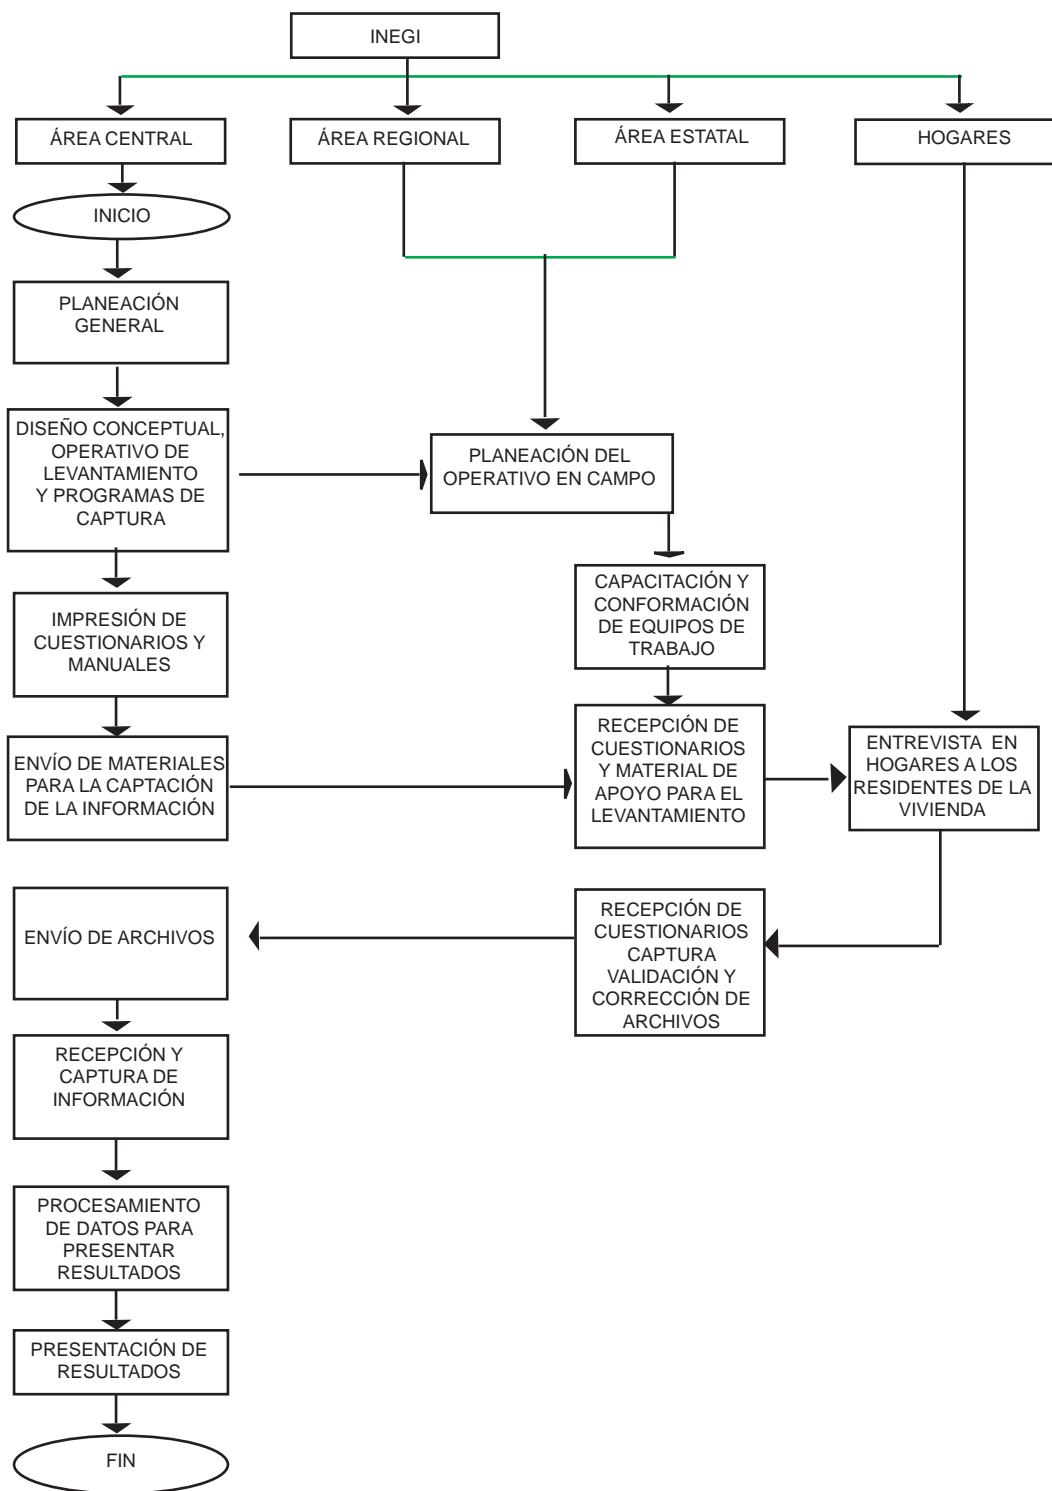 INEGI
ÁREA CENTRAL
ÁREA REGIONAL
ÁREA ESTATAL
HOGARES
INICIO
PLANEACIÓN
GENERAL
DISEÑO CONCEPTUAL,
OPERATIVO DE
LEVANTAMIENTO
Y PROGRAMAS DE
CAPTURA
PLANEACIÓN DEL
OPERATIVO EN CAMPO
CAPACITACIÓN Y
CONFORMACIÓN
DE EQUIPOS DE
TRABAJO
IMPRESIÓN DE
CUESTIONARIOS Y
MANUALES
ENVÍO DE MATERIALES
PARA LA CAPTACIÓN
DE LA INFORMACIÓN
RECEPCIÓN DE
CUESTIONARIOS
Y MATERIAL DE
APOYO PARA EL
LEVANTAMIENTO
ENTREVISTA EN
HOGARES A LOS
RESIDENTES DE LA
VIVIENDA
RECEPCIÓN DE
CUESTIONARIOS
CAPTURA
VALIDACIÓN Y
CORRECCIÓN DE
ARCHIVOS
ENVÍO DE ARCHIVOS
RECEPCIÓN Y
CAPTURA DE
INFORMACIÓN
PROCESAMIENTO
DE DATOS PARA
PRESENTAR
RESULTADOS
PRESENTACIÓN DE
RESULTADOS
FIN